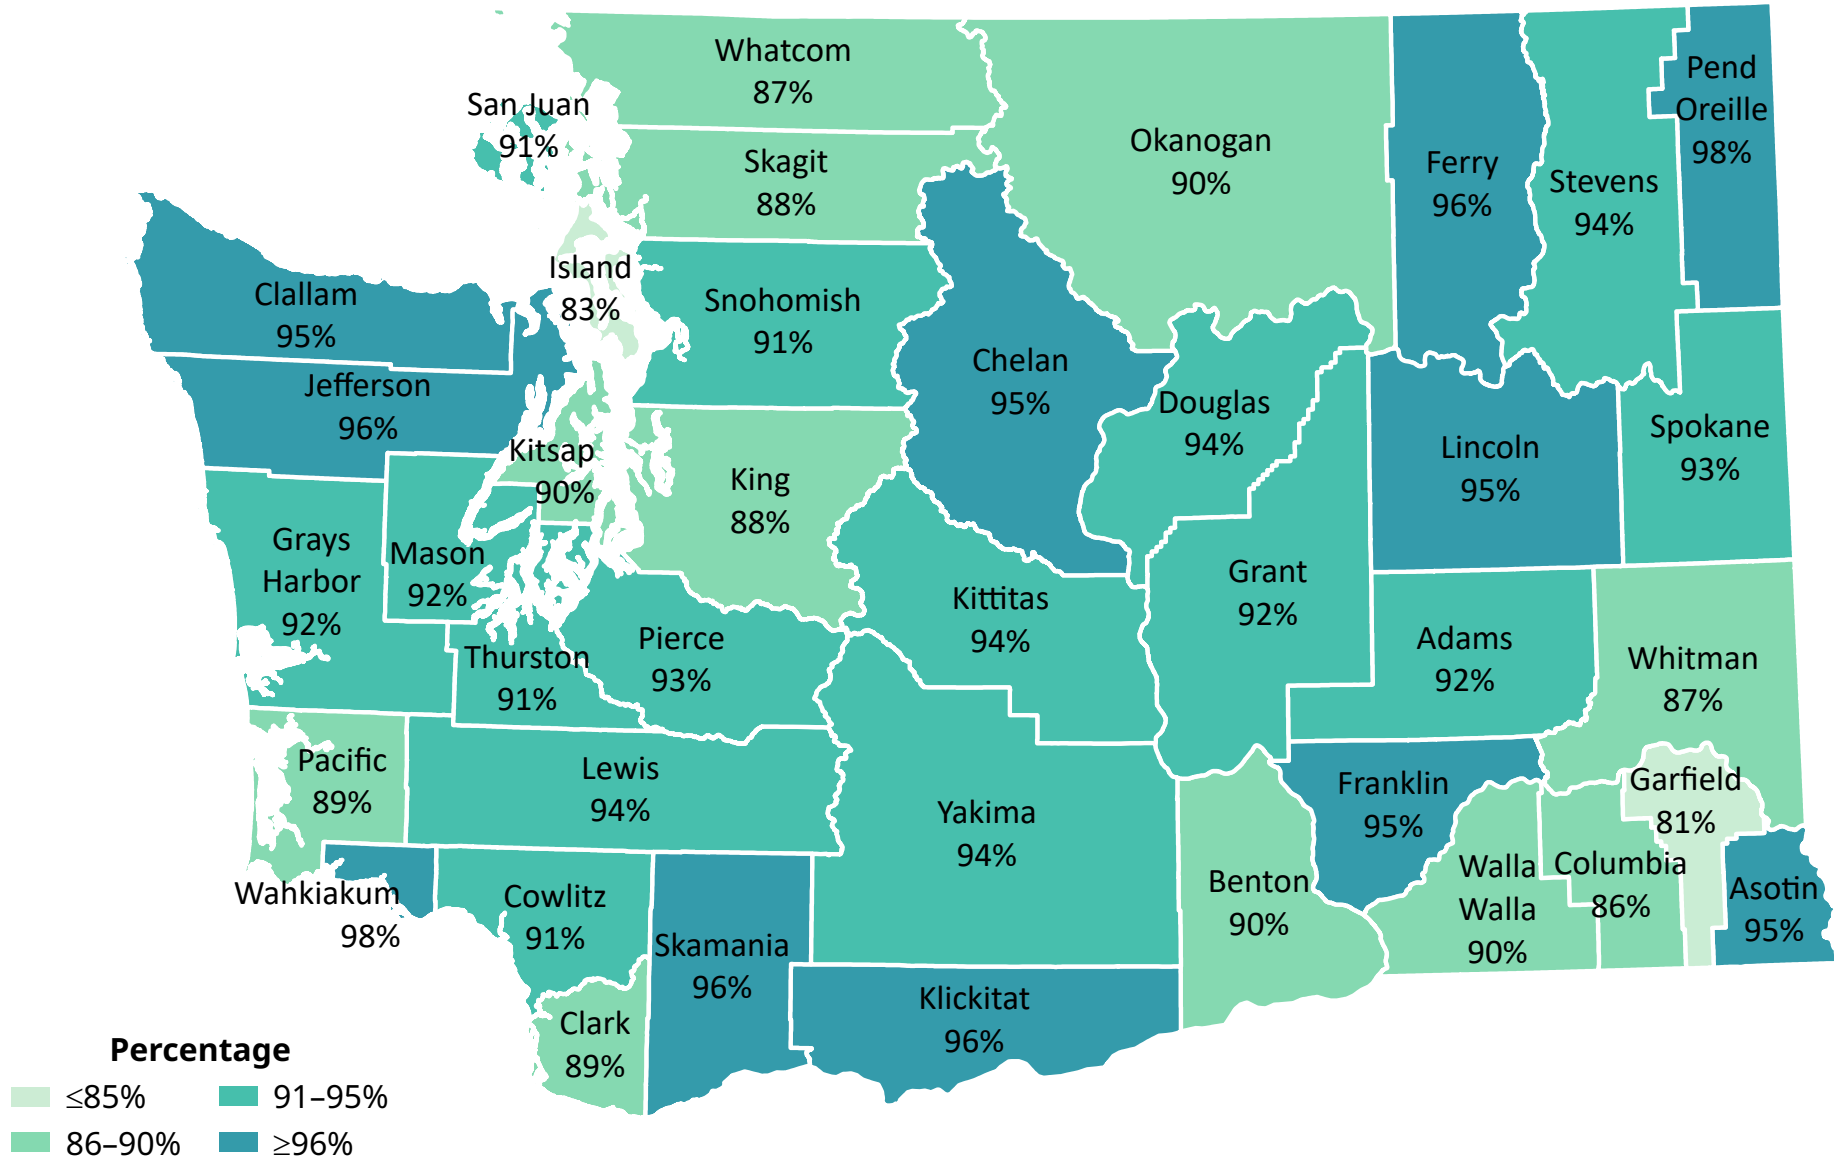 Whatcom
87%
San Juan
91%
Skagit
88%
Okanogan
90%
Ferry
96%
Stevens
94%
Pend
Oreille
98%
Clallam
95%
Island
83%
Snohomish
91%
Chelan
95%
Jefferson
96%
Douglas
94%
Kitsap
90%
King
88%
Lincoln
95%
Spokane
93%
Grays
Harbor
92%
Mason
92%
Kittitas
94%
Grant
92%
Adams
92%
Whitman
87%
Thurston
91%
Pierce
93%
Pacific
89%
Lewis
94%
Yakima
94%
Franklin
95%
Garfield
81%
Benton
90%
Walla
Walla
90%
Columbia
86%
Asotin
95%
Wahkiakum
98%
Cowlitz
91%
Skamania
96%
Klickitat
96%
Clark
89%
Percentage
≤85%
91–95%
86–90%
≥96%